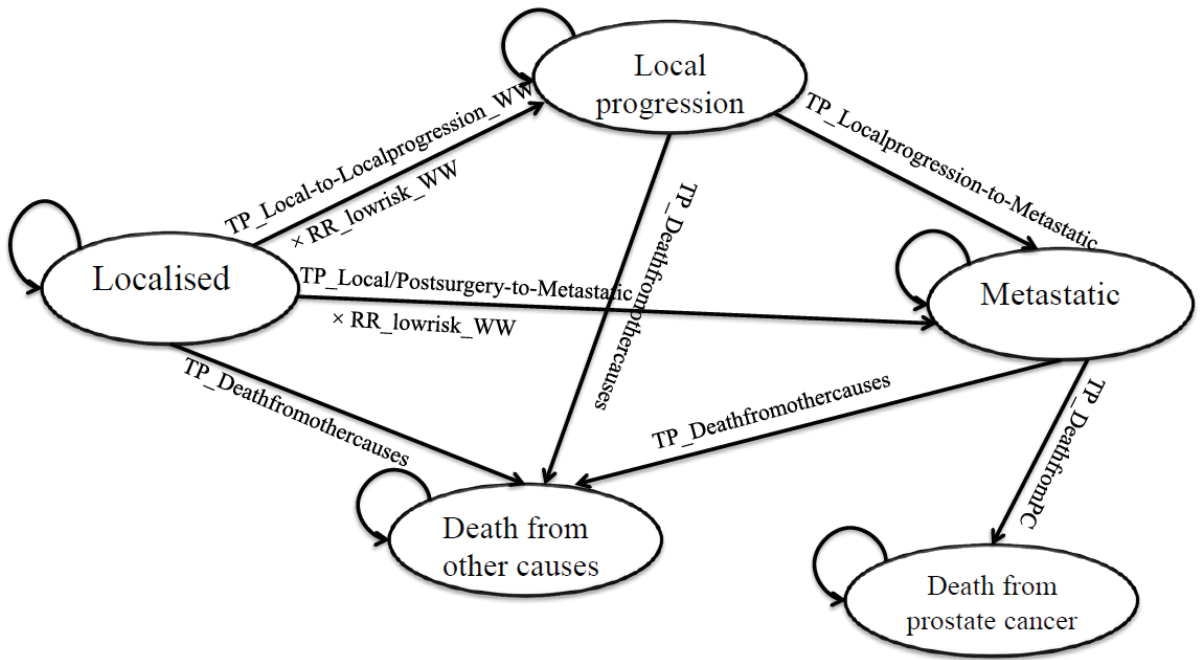 Local
progression
TP_Local-to-Localprogression_WW
× RR_lowrisk_WW
TP_Localprogression-to-Metastatic
TP_Deathfromothercauses
Localised
TP_Local/Postsurgery-to-Metastatic
× RR_lowrisk_WW
Metastatic
TP_Deathfromothercauses
TP_Deathfromothercauses
TP_DeathfromPC
Death from
other causes
Death from
prostate cancer